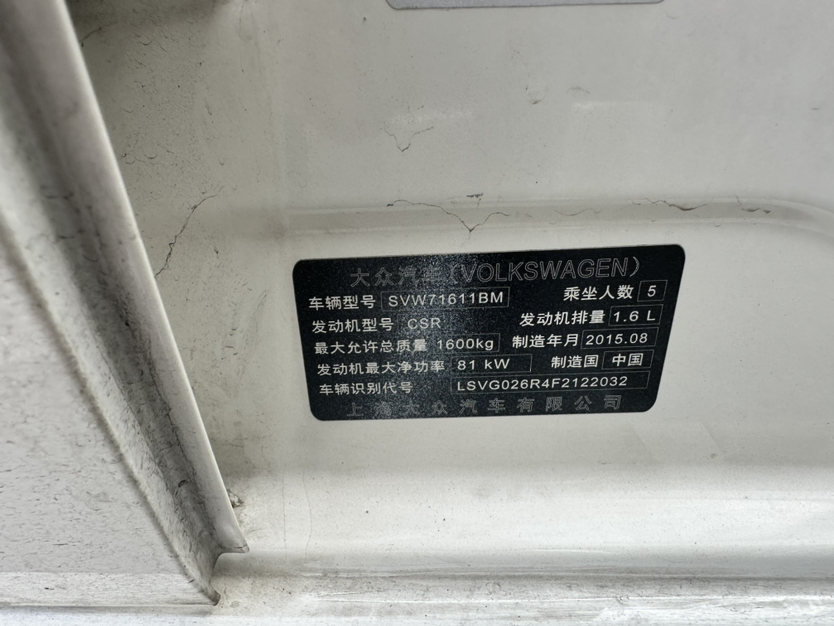 大众汽车(VOLKSWAGEN)
车辆型号 SVW71611BM 乘坐人数 5
发动机型号 CSR 发动机排量 1.6 L
最大允许总质量 1600kg 制造年月 2015.08
发动机最大净功率 81 kW 制造国 中国
车辆识别代号 LSVG026R4F2122032
上海大众汽车有限公司